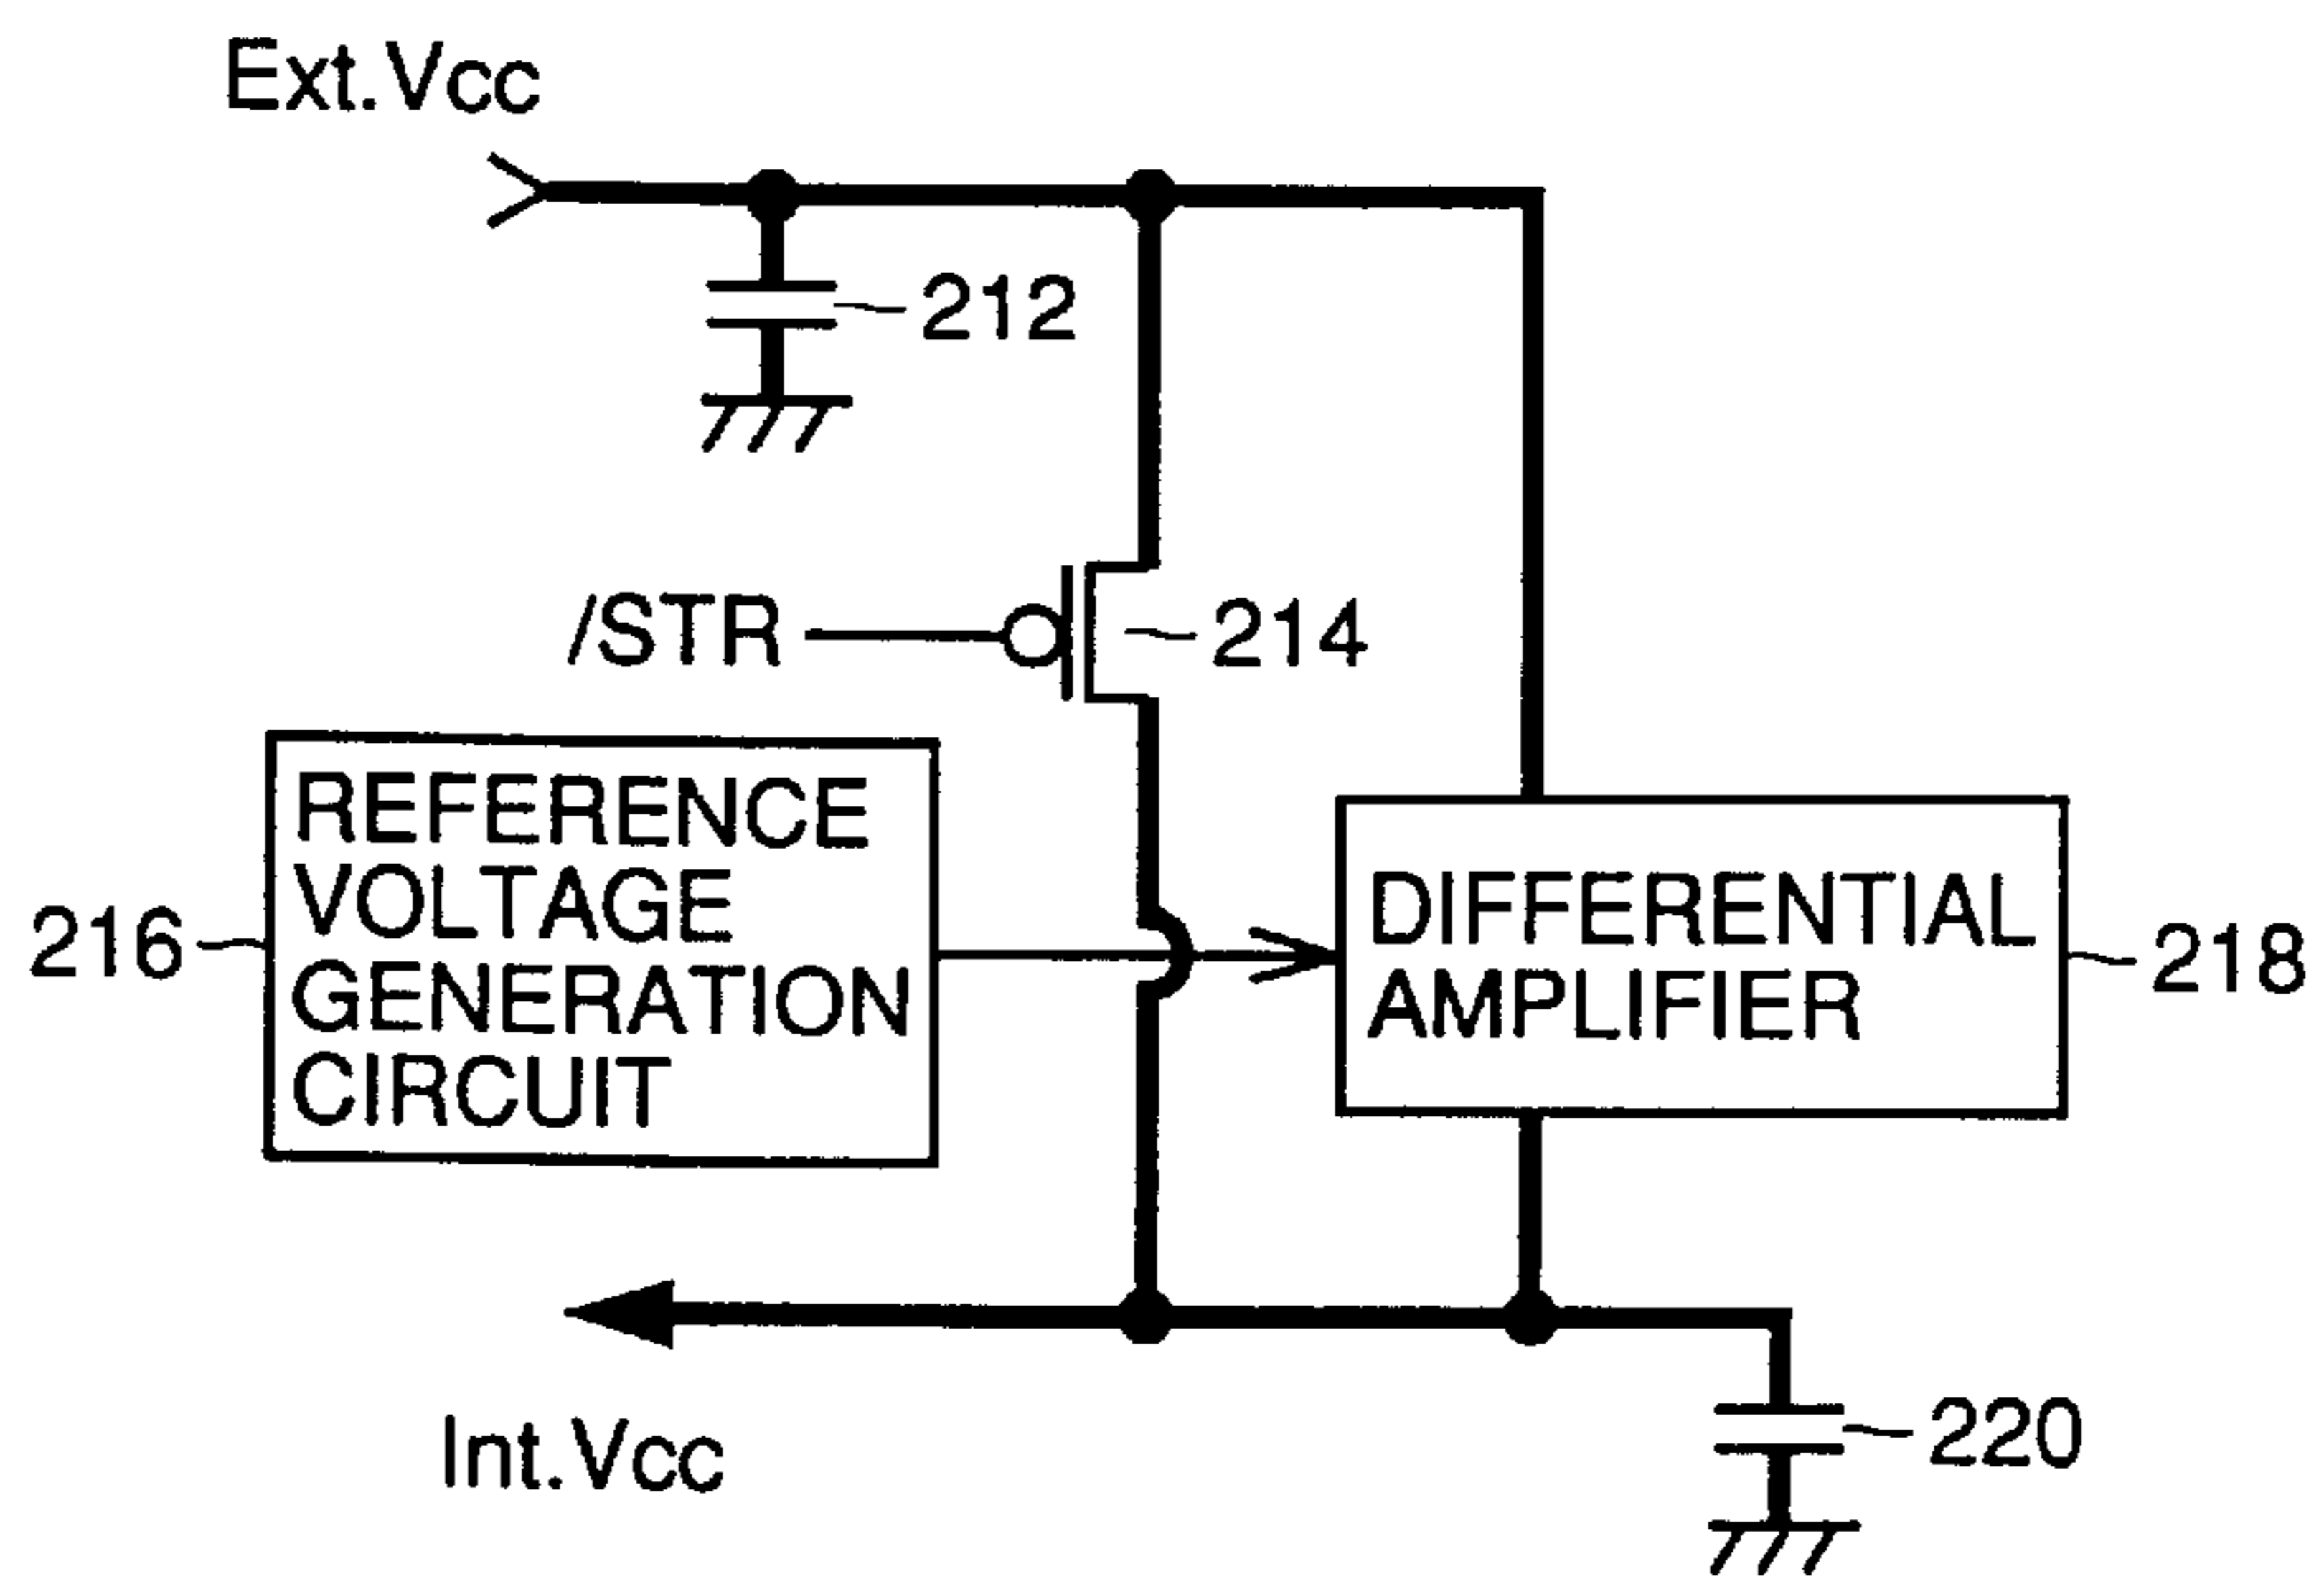 Ext.Vcc
212
/STR
214
REFERENCE
VOLTAGE
GENERATION
CIRCUIT
216
DIFFERENTIAL
AMPLIFIER
218
Int.Vcc
220